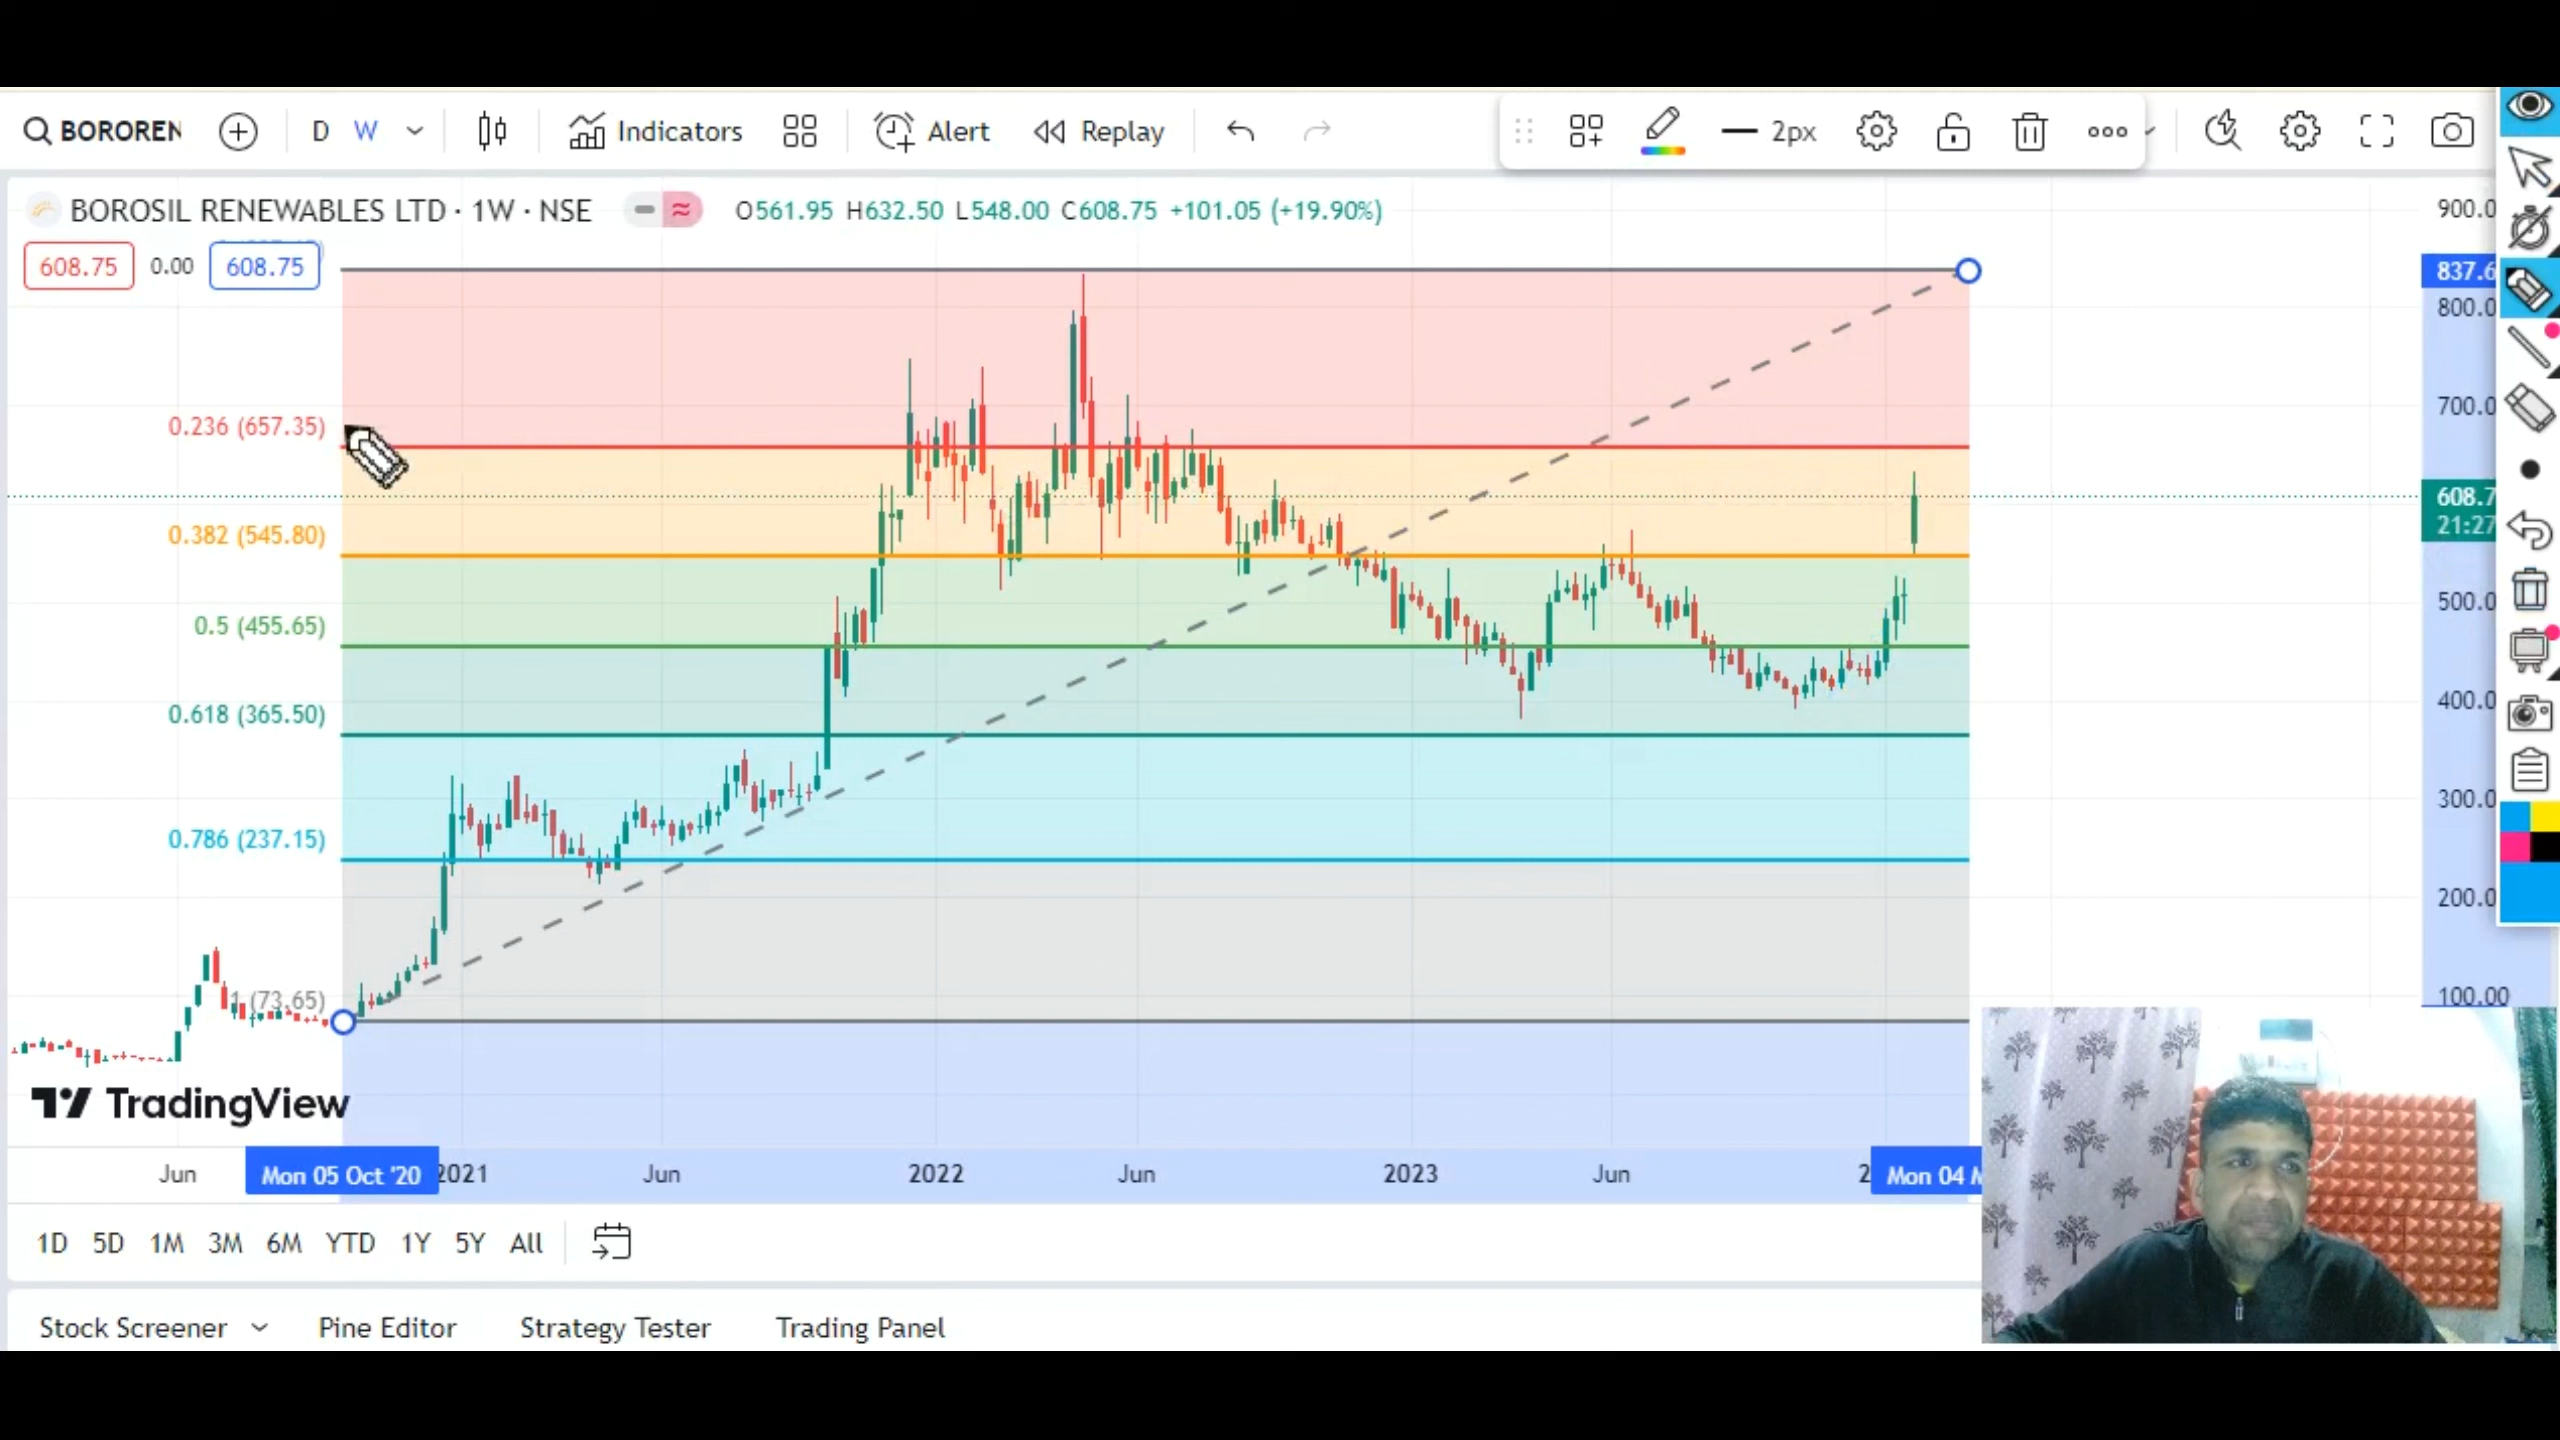 BOROREN D W Indicators Alert Replay 2px
BOROSIL RENEWABLES LTD · 1W · NSE O561.95 H632.50 L548.00 C608.75 +101.05 (+19.90%)
608.75 0.00 608.75
900.0
837.6
800.0
0.236 (657.35)
700.0
608.7
21:27
0.382 (545.80)
500.0
0.5 (455.65)
400.0
0.618 (365.50)
300.0
0.786 (237.15)
200.0
1 (73.65)
100.00
TradingView
Jun Mon 05 Oct '20 2021 Jun 2022 Jun 2023 Jun 2 Mon 04 M
1D 5D 1M 3M 6M YTD 1Y 5Y All
Stock Screener Pine Editor Strategy Tester Trading Panel